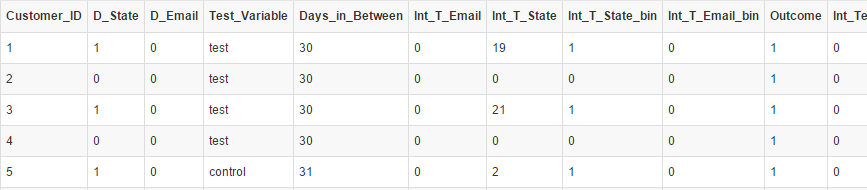 Customer_ID D_State D_Email Test_Variable Days_in_Between Int_T_Email Int_T_State Int_T_State_bin Int_T_Email_bin Outcome Int_Te
1 1 0 test 30 0 19 1 0 1 0
2 0 0 test 30 0 0 0 0 1 0
3 1 0 test 30 0 21 1 0 1 0
4 0 0 test 30 0 0 0 0 1 0
5 1 0 control 31 0 2 1 0 1 0